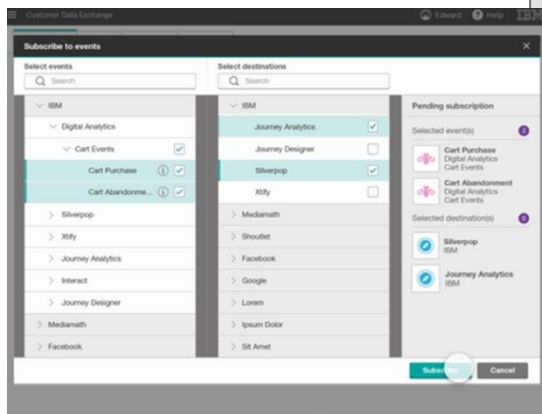 Customer Data Exchange
Edward
Help
IBM
Subscribe to events
Select events
Select destinations
Search
Search
IBM
Digital Analytics
Cart Events
Cart Purchase
Cart Abandonme...
Silverpop
Xtify
Journey Analytics
Interact
Journey Designer
Mediamath
Facebook
IBM
Journey Analytics
Journey Designer
Silverpop
Xtify
Mediamath
Shoutlet
Facebook
Google
Lorem
Ipsum Dolor
Sit Amet
Pending subscription
Selected event(s) 2
Cart Purchase
Digital Analytics
Cart Events
Cart Abandonment
Digital Analytics
Cart Events
Selected destination(s) 0
Silverpop
IBM
Journey Analytics
IBM
Subscribe
Cancel